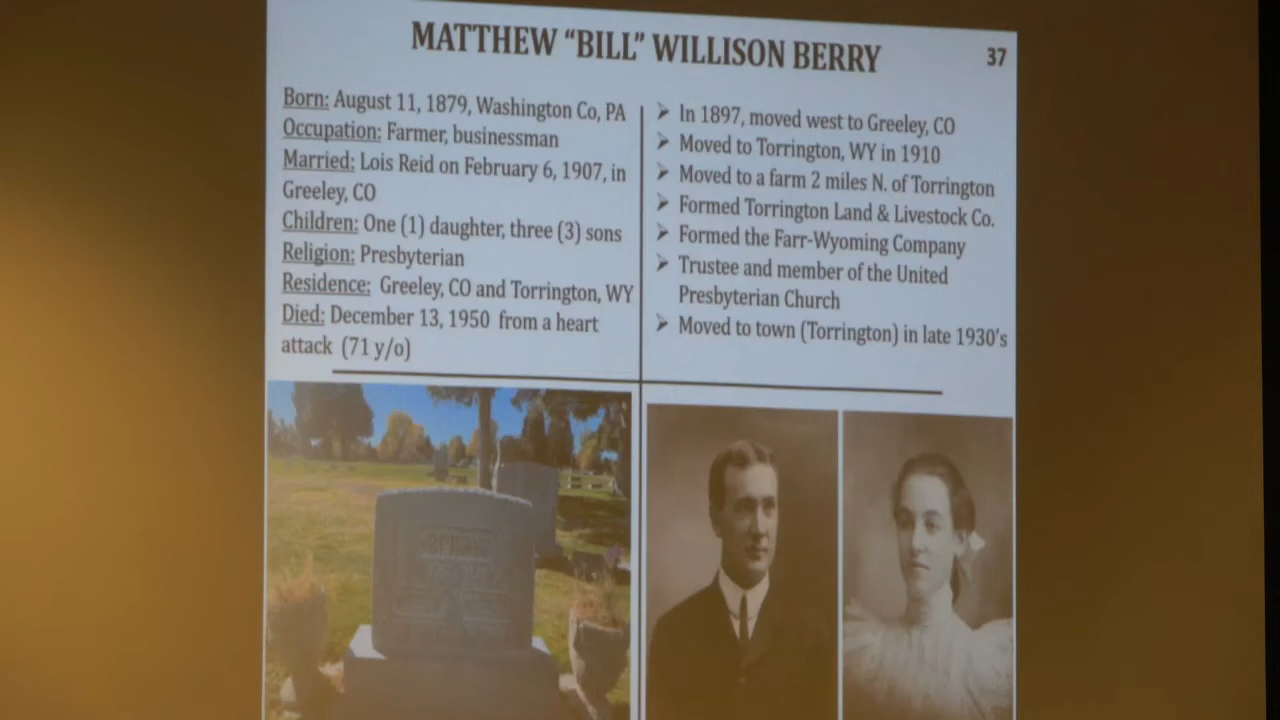 MATTHEW “BILL” WILLISON BERRY
37
Born: August 11, 1879, Washington Co, PA
Occupation: Farmer, businessman
Married: Lois Reid on February 6, 1907, in
Greeley, CO
Children: One (1) daughter, three (3) sons
Religion: Presbyterian
Residence: Greeley, CO and Torrington, WY
Died: December 13, 1950 from a heart
attack (71 y/o)
➢ In 1897, moved west to Greeley, CO
➢ Moved to Torrington, WY in 1910
➢ Moved to a farm 2 miles N. of Torrington
➢ Formed Torrington Land & Livestock Co.
➢ Formed the Farr-Wyoming Company
➢ Trustee and member of the United
Presbyterian Church
➢ Moved to town (Torrington) in late 1930’s
BERRY